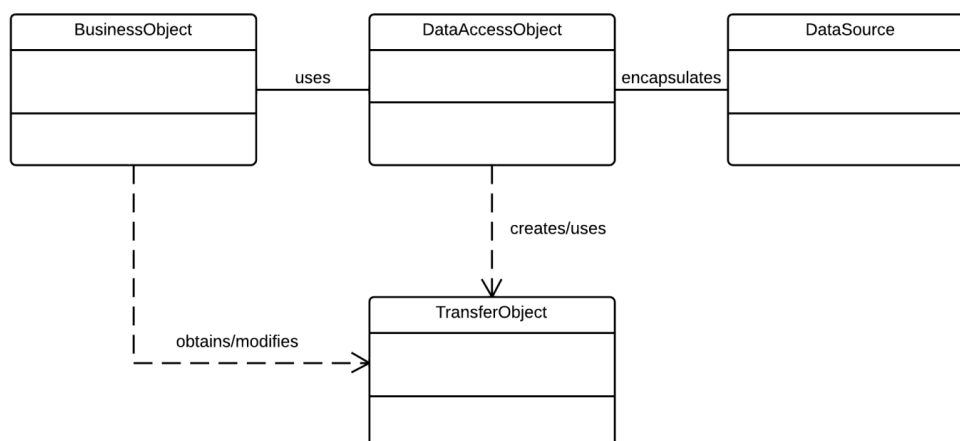 BusinessObject
DataAccessObject
DataSource
uses
encapsulates
creates/uses
TransferObject
obtains/modifies